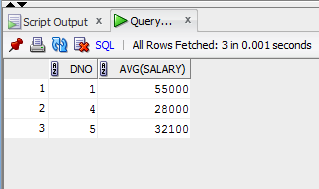 Script Output x Query... x
SQL | All Rows Fetched: 3 in 0.001 seconds
DNO AVG(SALARY)
1 1 55000
2 4 28000
3 5 32100